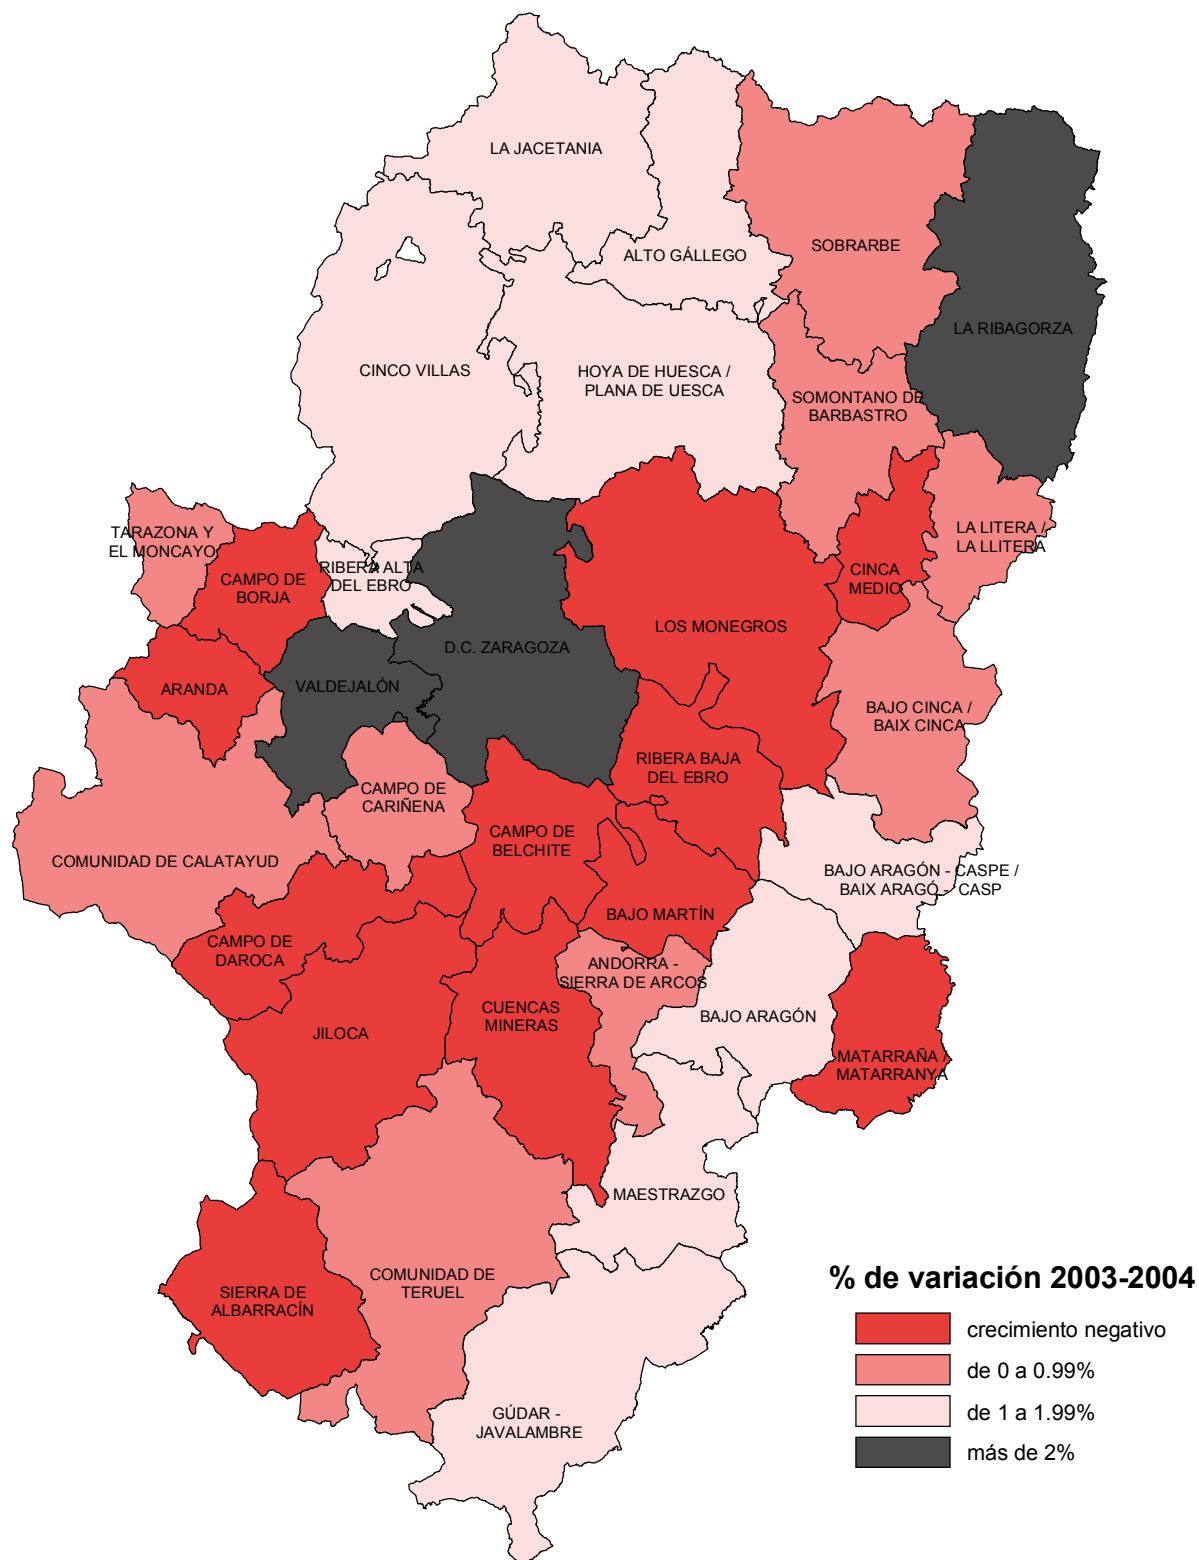 LA JACETANIA
SOBRARBE
ALTO GÁLLEGO
LA RIBAGORZA
CINCO VILLAS
HOYA DE HUESCA /
PLANA DE UESCA
SOMONTANO DE
BARBASTRO
TARAZONA Y
EL MONCAYO
LA LITERA /
LA LLITERA
RIBERA ALTA
DEL EBRO
CAMPO DE
BORJA
CINCA
MEDIO
LOS MONEGROS
D.C. ZARAGOZA
ARANDA
VALDEJALÓN
BAJO CINCA /
BAIX CINCA
RIBERA BAJA
DEL EBRO
CAMPO DE
CARIÑENA
CAMPO DE
BELCHITE
COMUNIDAD DE CALATAYUD
BAJO ARAGÓN - CASPE /
BAIX ARAGÓ - CASP
BAJO MARTÍN
CAMPO DE
DAROCA
ANDORRA -
SIERRA DE ARCOS
CUENCAS
MINERAS
BAJO ARAGÓN
JILOCA
MATARRAÑA /
MATARRANYA
MAESTRAZGO
COMUNIDAD DE
TERUEL
SIERRA DE
ALBARRACÍN
GÚDAR -
JAVALAMBRE
% de variación 2003-2004
crecimiento negativo
de 0 a 0.99%
de 1 a 1.99%
más de 2%